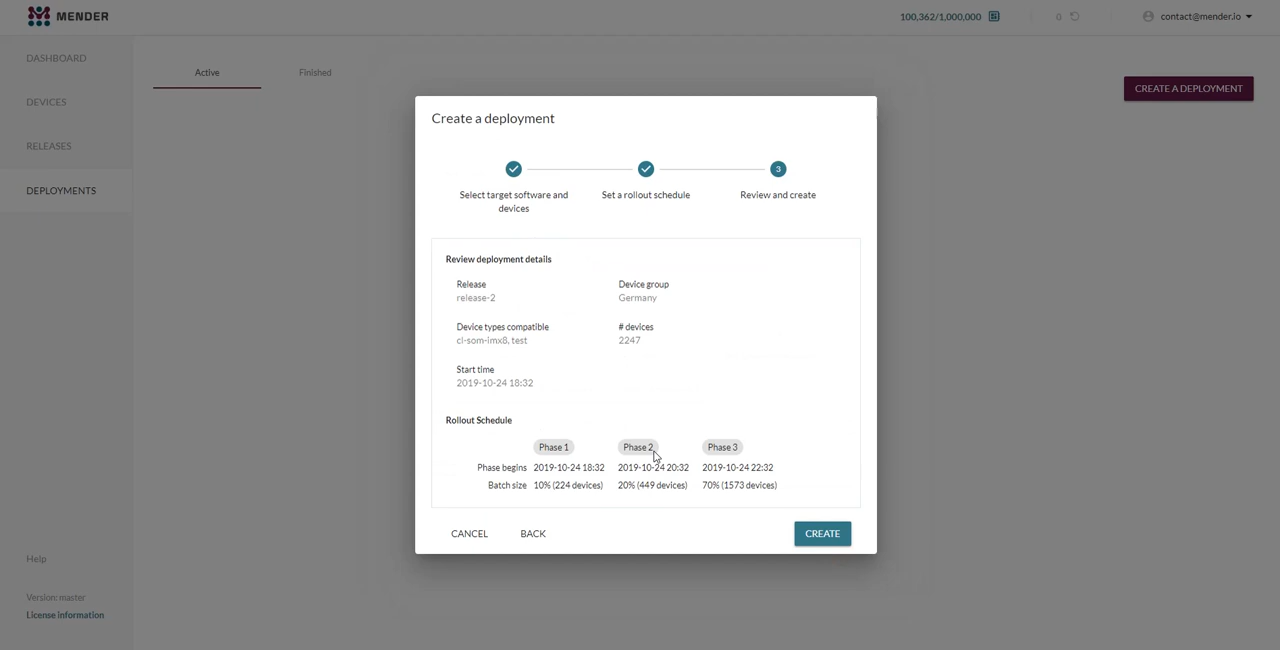 MENDER
100,362/1,000,000
0
contact@mender.io
DASHBOARD
DEVICES
RELEASES
DEPLOYMENTS
Active
Finished
CREATE A DEPLOYMENT
Create a deployment
3
Select target software and
devices
Set a rollout schedule
Review and create
Review deployment details
Release
release-2
Device group
Germany
Device types compatible
cl-som-imx8, test
# devices
2247
Start time
2019-10-24 18:32
Rollout Schedule
Phase 1
Phase 2
Phase 3
Phase begins
2019-10-24 18:32
2019-10-24 20:32
2019-10-24 22:32
Batch size
10% (224 devices)
20% (449 devices)
70% (1573 devices)
CANCEL
BACK
CREATE
Help
Version: master
License information